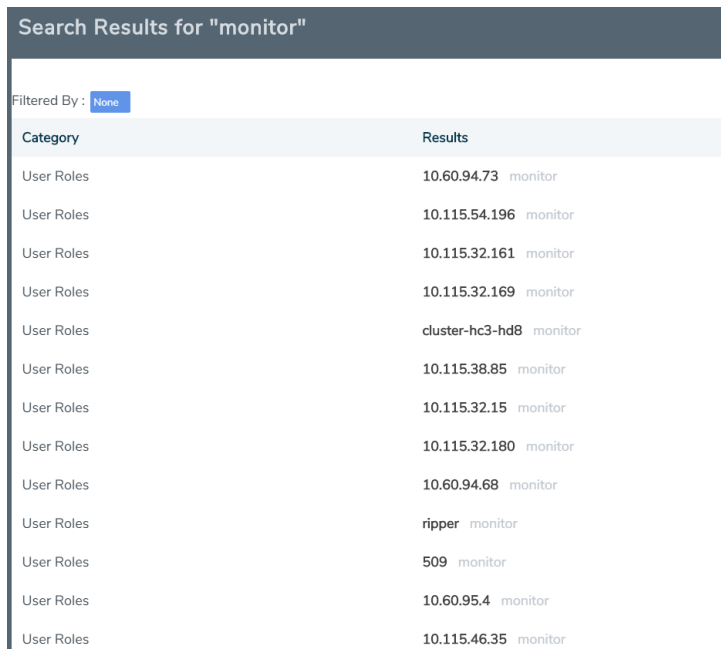 Search Results for "monitor"
Filtered By : None
Category Results
User Roles 10.60.94.73 monitor
User Roles 10.115.54.196 monitor
User Roles 10.115.32.161 monitor
User Roles 10.115.32.169 monitor
User Roles cluster-hc3-hd8 monitor
User Roles 10.115.38.85 monitor
User Roles 10.115.32.15 monitor
User Roles 10.115.32.180 monitor
User Roles 10.60.94.68 monitor
User Roles ripper monitor
User Roles 509 monitor
User Roles 10.60.95.4 monitor
User Roles 10.115.46.35 monitor